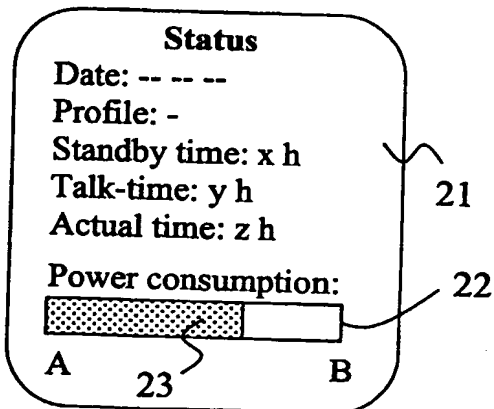 Status
Date: -- -- --
Profile: -
Standby time: x h
Talk-time: y h
Actual time: z h
21
Power consumption:
22
A
23
B